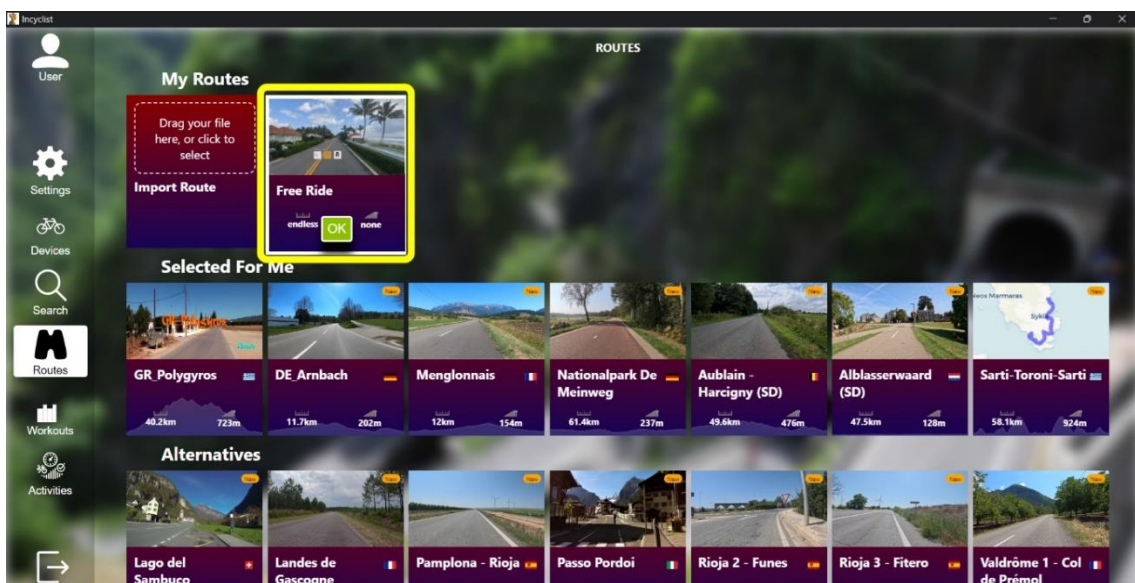 Incyclist
ROUTES
User
Settings
Devices
Search
Routes
Workouts
Activities
My Routes
Drag your file
here, or click to
select
Import Route
Free Ride
endless
OK
none
Selected For Me
GR_Polygyros
40.2km
723m
DE_Arnbach
11.7km
202m
Menglonnais
12km
154m
Nationalpark De
Meinweg
61.4km
237m
Aublain -
Harcigny (SD)
49.6km
476m
Alblasserwaard
(SD)
47.5km
128m
Neos Marmaras
Sykia
Sarti-Toroni-Sarti
58.1km
924m
Alternatives
Lago del
Sambuco
Landes de
Gascogne
Pamplona - Rioja
Passo Pordoi
Rioja 2 - Funes
Rioja 3 - Fitero
Valdrôme 1 - Col
de Prémol